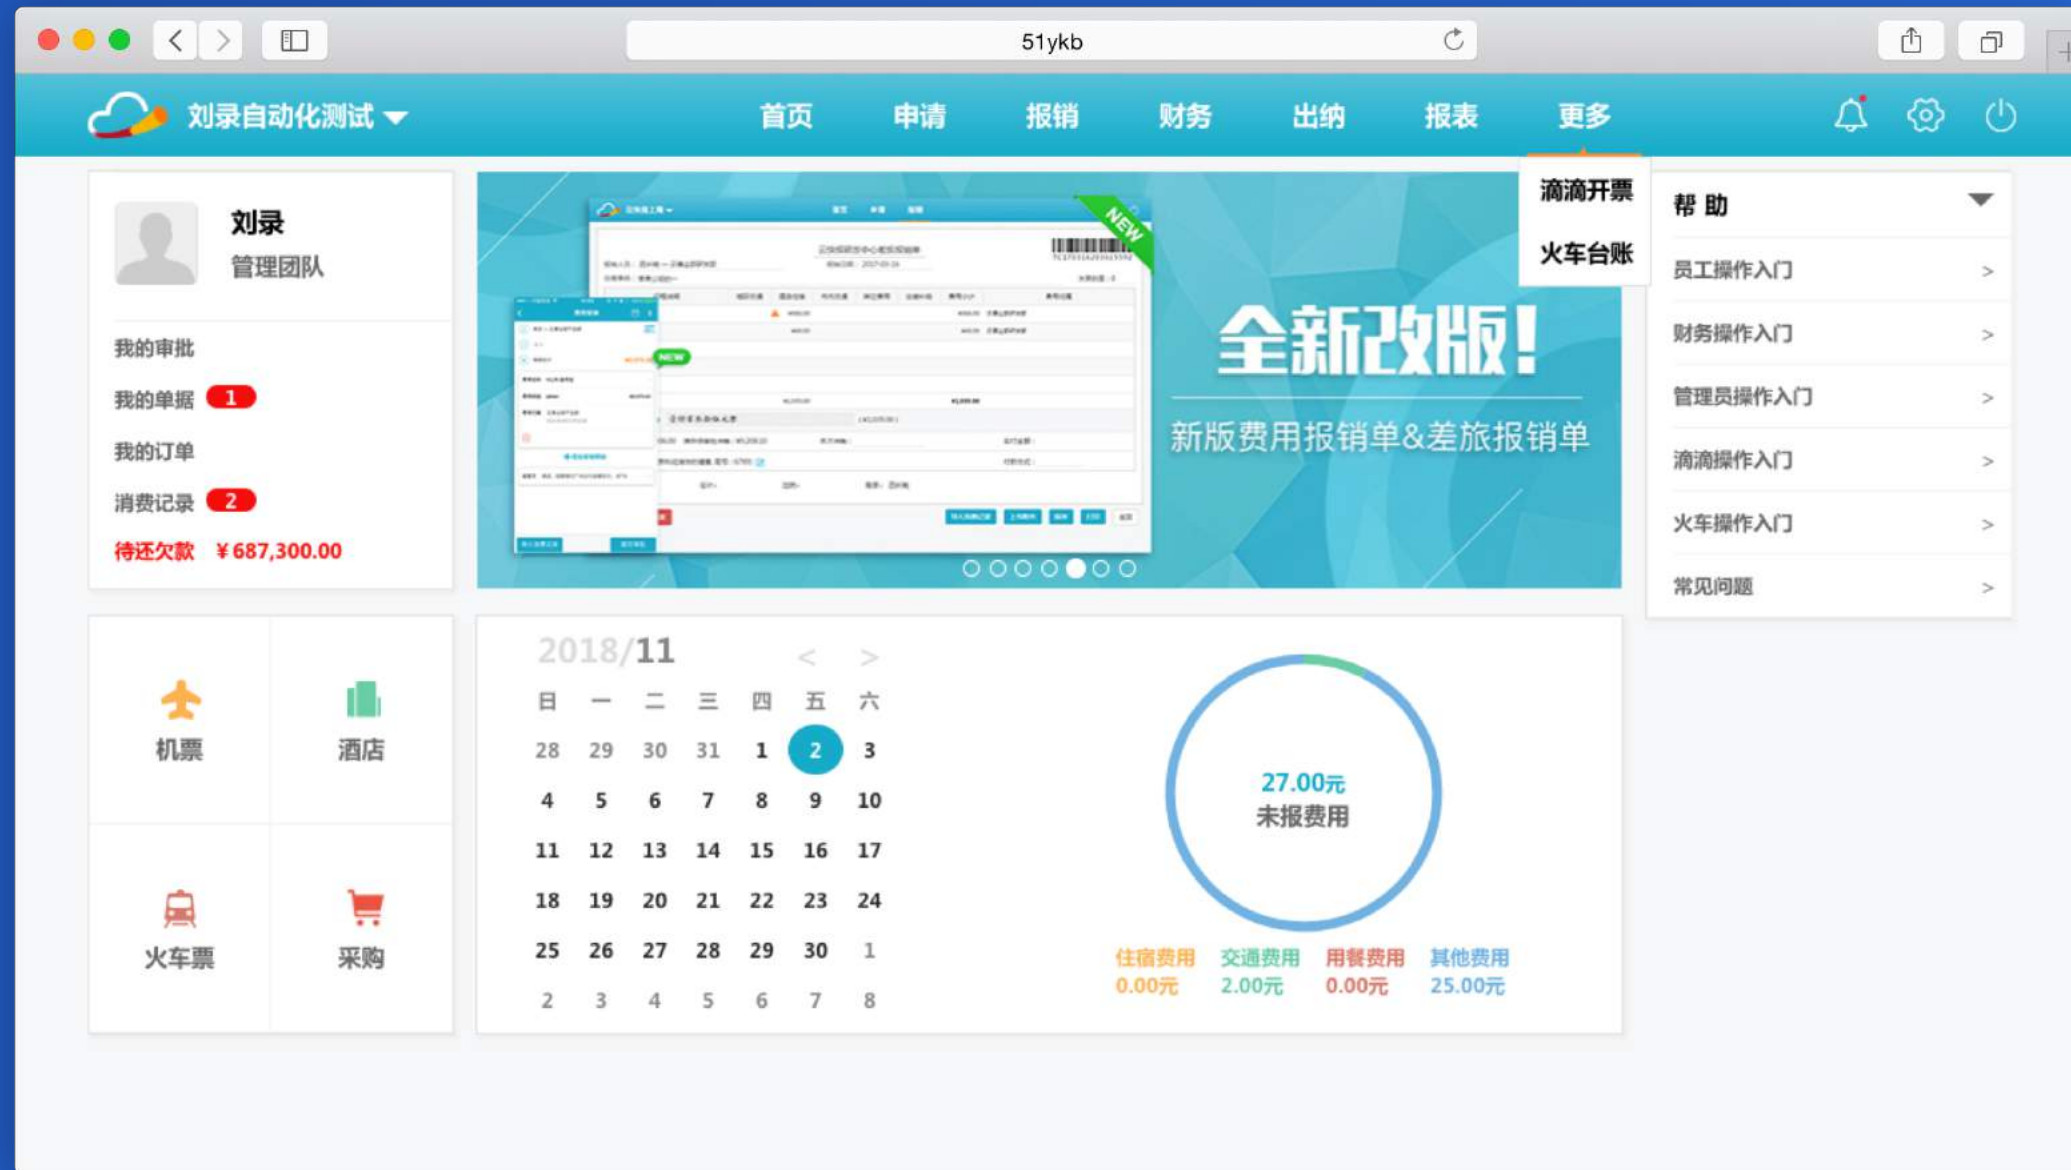 51ykb
刘录自动化测试
首页 申请 报销 财务 出纳 报表 更多
滴滴开票
火车台账
刘录
管理团队
我的审批
我的单据 1
我的订单
消费记录 2
待还欠款 ￥687,300.00
NEW
NEW
全新改版!
新版费用报销单&差旅报销单
帮 助
员工操作入门 >
财务操作入门 >
管理员操作入门 >
滴滴操作入门 >
火车操作入门 >
常见问题 >
机票
酒店
火车票
采购
2018/11 < >
日 一 二 三 四 五 六
28 29 30 31 1 2 3
4 5 6 7 8 9 10
11 12 13 14 15 16 17
18 19 20 21 22 23 24
25 26 27 28 29 30 1
2 3 4 5 6 7 8
27.00元
未报费用
住宿费用 交通费用 用餐费用 其他费用
0.00元 2.00元 0.00元 25.00元